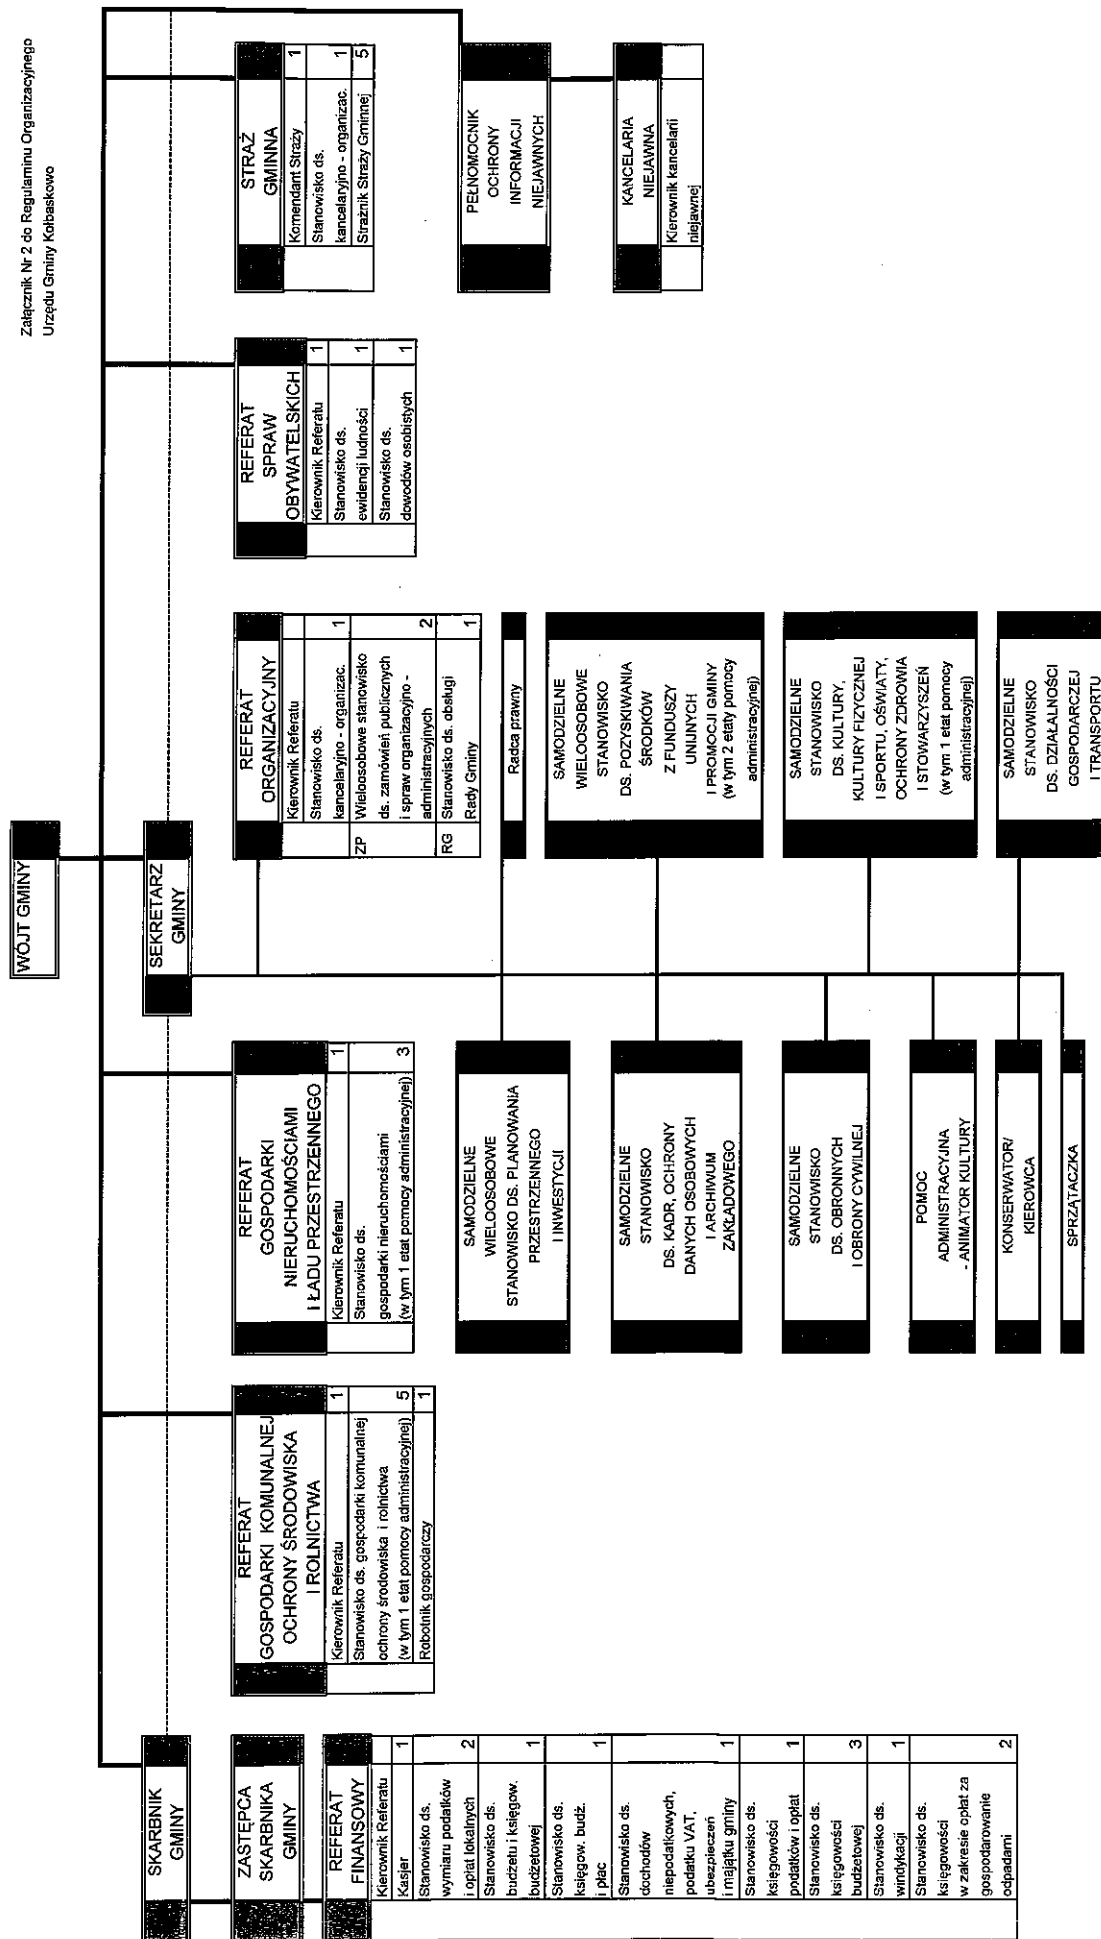 Załącznik Nr 2 do Regulaminu Organizacyjnego
Urzędu Gminy Kołbaskowo
WÓJT GMINY
SEKRETARZ
GMINY
SKARBNIK
GMINY
ZASTĘPCA
SKARBNIKA
GMINY
REFERAT
FINANSOWY
Kierownik Referatu
Kasjer 1
Stanowisko ds.
wymiaru podatków
i opłat lokalnych 2
Stanowisko ds.
budżetu i księgow.
budżetowej 1
Stanowisko ds.
księgow. budż.
i płac 1
Stanowisko ds.
dochodów
niepodatkowych,
podatku VAT,
ubezpieczeń
i majątku gminy 1
Stanowisko ds.
księgowości
podatków i opłat 1
Stanowisko ds.
księgowości
budżetowej 3
Stanowisko ds.
windykacji 1
Stanowisko ds.
księgowości
w zakresie opłat za
gospodarowanie
odpadami 2
REFERAT
GOSPODARKI KOMUNALNEJ
OCHRONY ŚRODOWISKA
I ROLNICTWA
Kierownik Referatu 1
Stanowisko ds. gospodarki komunalnej
ochrony środowiska i rolnictwa
(w tym 1 etat pomocy administracyjnej) 5
Robotnik gospodarczy 1
REFERAT
GOSPODARKI
NIERUCHOMOŚCIAMI
I ŁADU PRZESTRZENNEGO
Kierownik Referatu 1
Stanowisko ds.
gospodarki nieruchomościami
(w tym 1 etat pomocy administracyjnej) 3
REFERAT
ORGANIZACYJNY
Kierownik Referatu
Stanowisko ds.
kancelaryjno - organizac. 1
ZP Wieloosobowe stanowisko
ds. zamówień publicznych
i spraw organizacyjno -
administracyjnych 2
RG Stanowisko ds. obsługi
Rady Gminy 1
REFERAT
SPRAW
OBYWATELSKICH
Kierownik Referatu 1
Stanowisko ds.
ewidencji ludności 1
Stanowisko ds.
dowodów osobistych 1
STRAŻ
GMINNA
Komendant Straży 1
Stanowisko ds.
kancelaryjno - organizac. 1
Strażnik Straży Gminnej 5
PEŁNOMOCNIK
OCHRONY
INFORMACJI
NIEJAWNYCH
KANCELARIA
NIEJAWNA
Kierownik kancelarii
niejawnej
SAMODZIELNE
WIELOOSOBOWE
STANOWISKO DS. PLANOWANIA
PRZESTRZENNEGO
I INWESTYCJI
SAMODZIELNE
STANOWISKO
DS. KADR, OCHRONY
DANYCH OSOBOWYCH
I ARCHIWUM
ZAKŁADOWEGO
SAMODZIELNE
STANOWISKO
DS. OBRONNYCH
I OBRONY CYWILNEJ
POMOC
ADMINISTRACYJNA
- ANIMATOR KULTURY
KONSERWATOR/
KIEROWCA
SPRZĄTACZKA
Radca prawny
SAMODZIELNE
WIELOOSOBOWE
STANOWISKO
DS. POZYSKIWANIA
ŚRODKÓW
Z FUNDUSZY
UNIJNYCH
I PROMOCJI GMINY
(w tym 2 etaty pomocy
administracyjnej)
SAMODZIELNE
STANOWISKO
DS. KULTURY,
KULTURY FIZYCZNEJ
I SPORTU, OŚWIATY,
OCHRONY ZDROWIA
I STOWARZYSZEŃ
(w tym 1 etat pomocy
administracyjnej)
SAMODZIELNE
STANOWISKO
DS. DZIAŁALNOŚCI
GOSPODARCZEJ
I TRANSPORTU